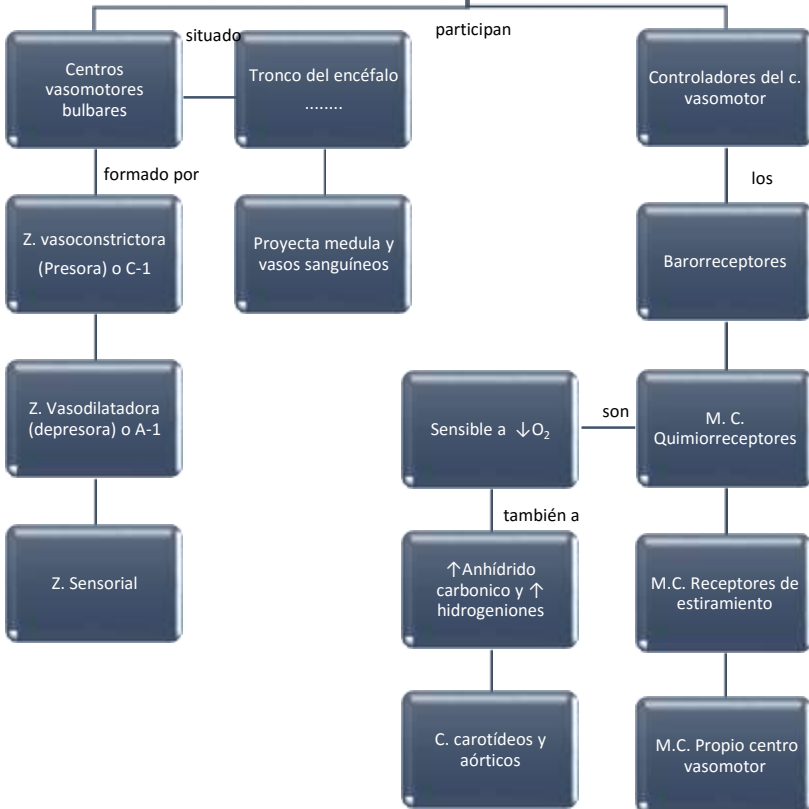 situado
participan
Centros
vasomotores
bulbares
Tronco del encéfalo
........
Controladores del c.
vasomotor
formado por
los
Z. vasoconstrictora
(Presora) o C-1
Proyecta medula y
vasos sanguíneos
Barorreceptores
Z. Vasodilatadora
(depresora) o A-1
Sensible a ↓O₂
son
M. C.
Quimiorreceptores
también a
Z. Sensorial
↑Anhídrido
carbonico y ↑
hidrogeniones
M.C. Receptores de
estiramiento
C. carotídeos y
aórticos
M.C. Propio centro
vasomotor